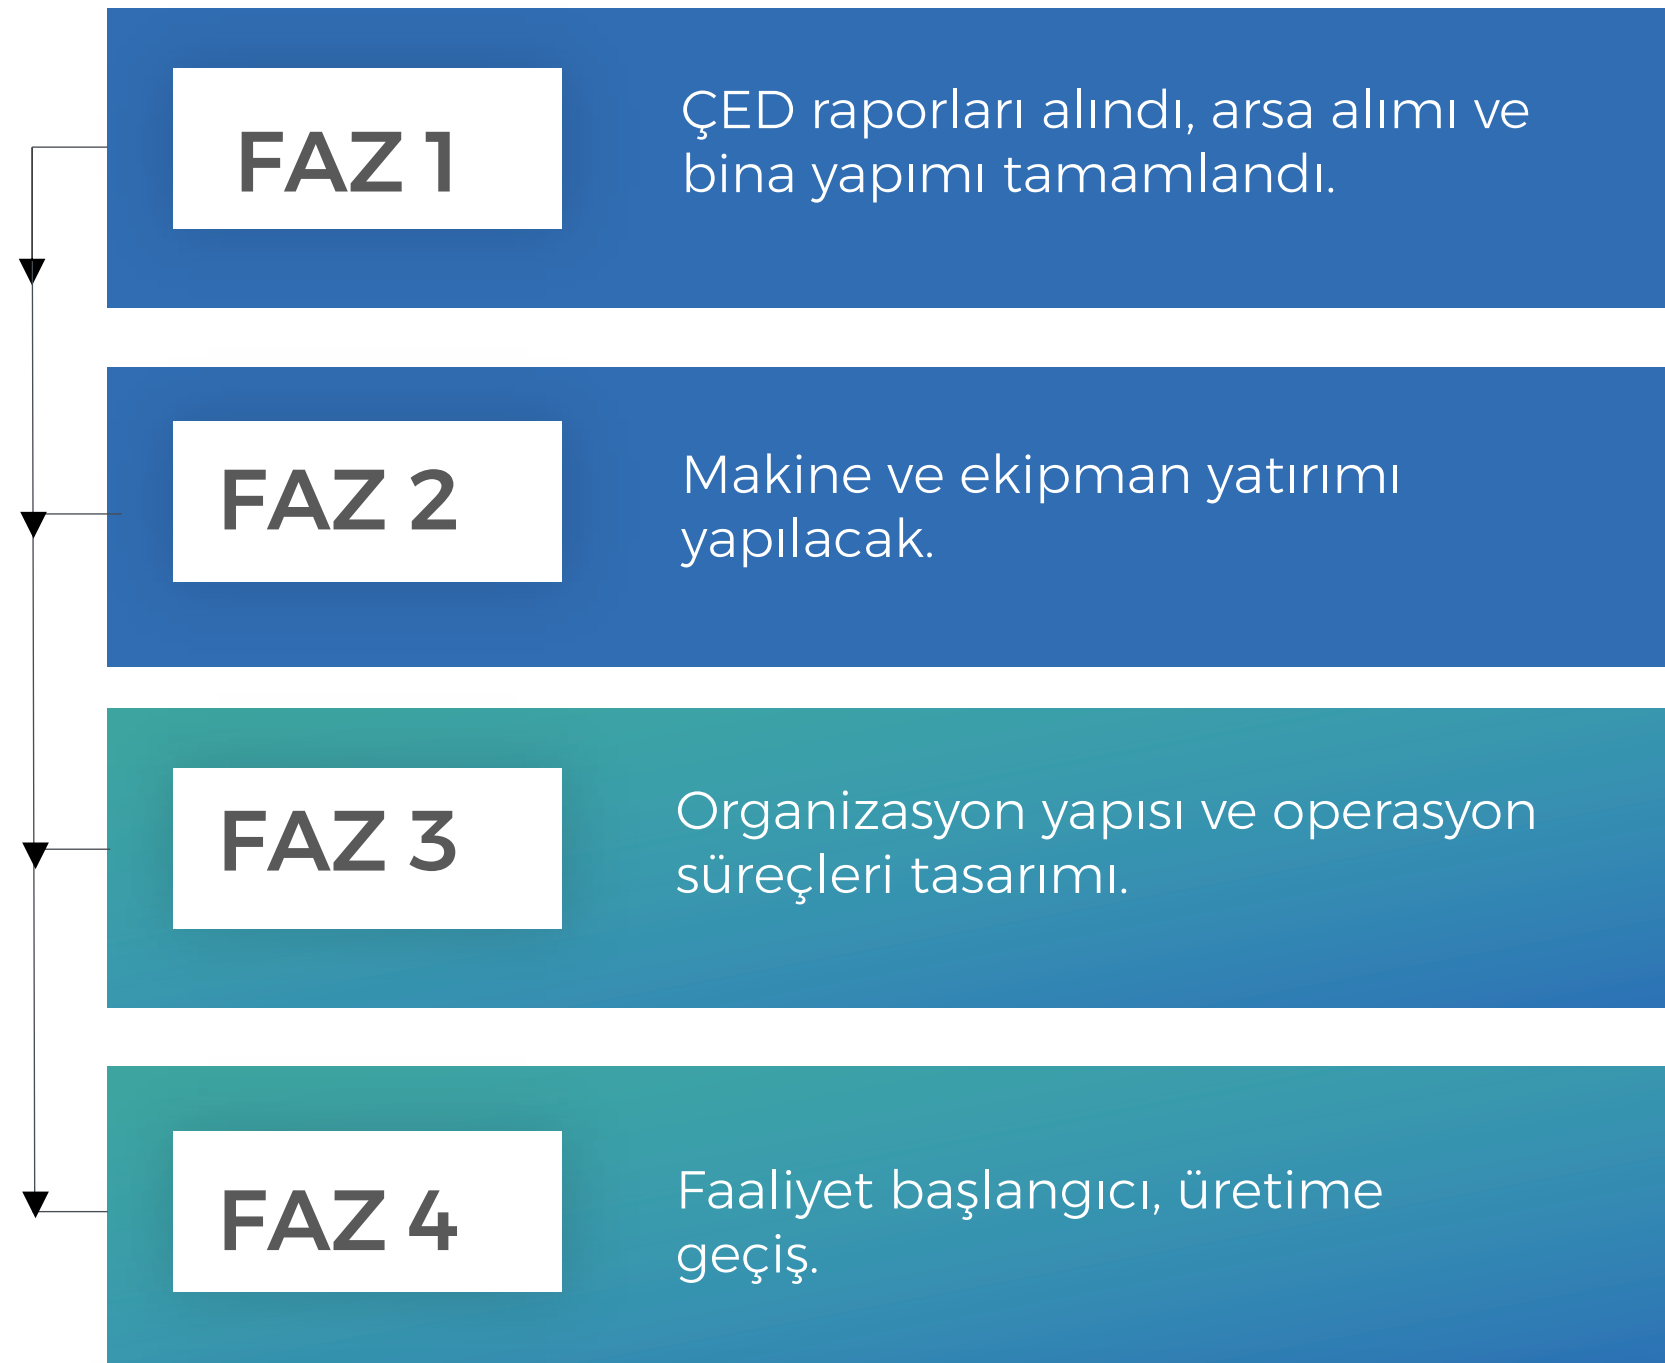 FAZ 1
ÇED raporları alındı, arsa alımı ve
bina yapımı tamamlandı.
FAZ 2
Makine ve ekipman yatırımı
yapılacak.
FAZ 3
Organizasyon yapısı ve operasyon
süreçleri tasarımı.
FAZ 4
Faaliyet başlangıcı, üretime
geçiş.